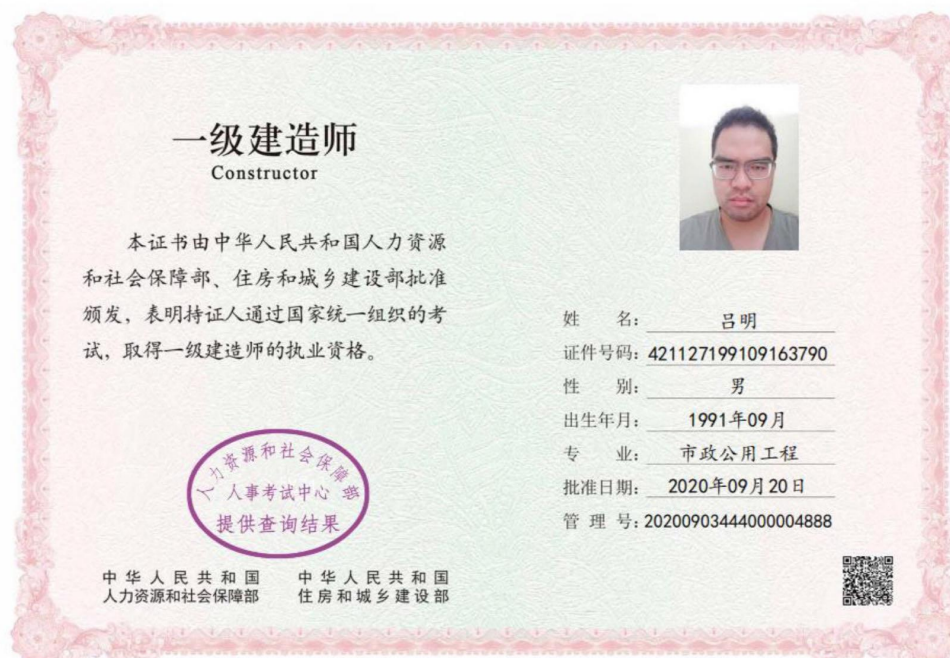 一级建造师
Constructor
本证书由中华人民共和国人力资源
和社会保障部、住房和城乡建设部批准
颁发，表明持证人通过国家统一组织的考
试，取得一级建造师的执业资格。
人力资源和社会保障部
人事考试中心
提供查询结果
中华人民共和国
人力资源和社会保障部
中华人民共和国
住房和城乡建设部
姓 名：吕明
证件号码：421127199109163790
性 别：男
出生年月：1991年09月
专 业：市政公用工程
批准日期：2020年09月20日
管 理 号：20200903444000004888